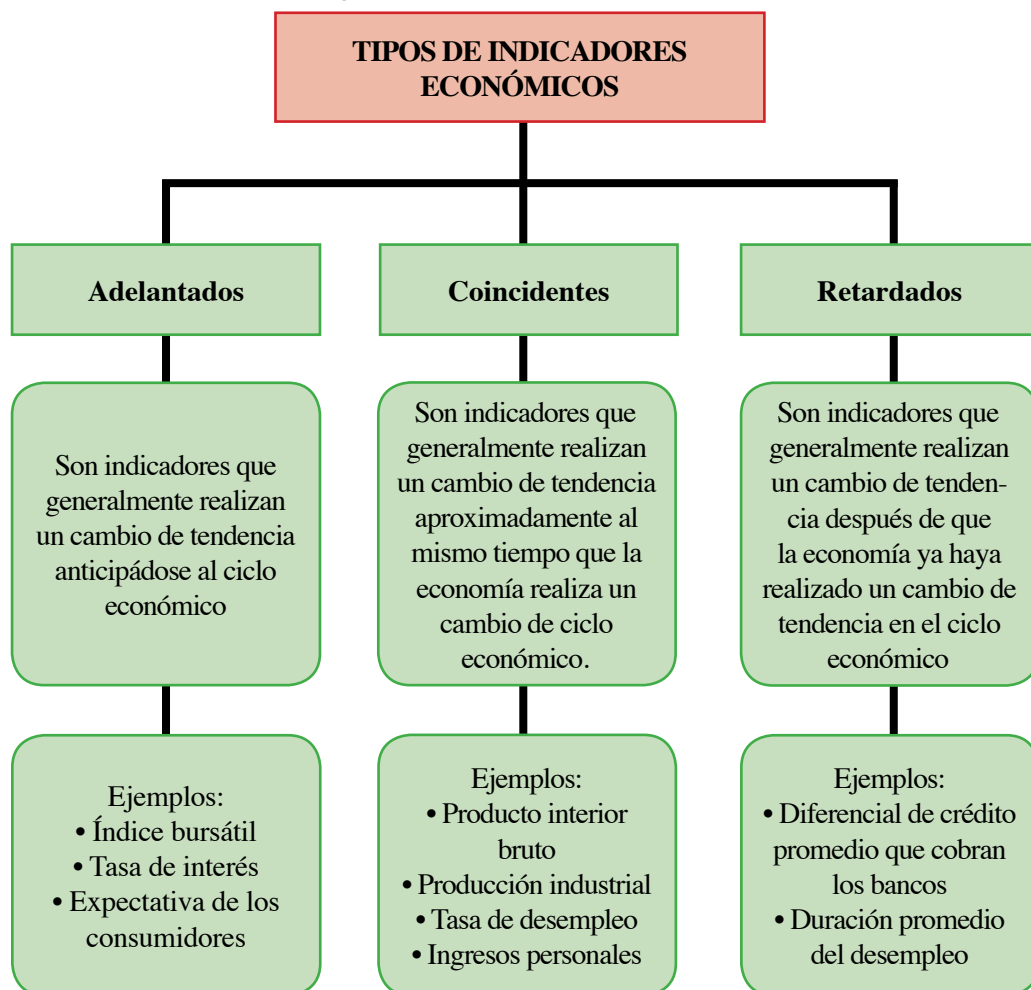 TIPOS DE INDICADORES
ECONÓMICOS
Adelantados
Coincidentes
Retardados
Son indicadores que
generalmente realizan
un cambio de tendencia
anticipádose al ciclo
económico
Son indicadores que
generalmente realizan
un cambio de tendencia
aproximadamente al
mismo tiempo que la
economía realiza un
cambio de ciclo
económico.
Son indicadores que
generalmente realizan
un cambio de tenden-
cia después de que
la economía ya haya
realizado un cambio de
tendencia en el ciclo
económico
Ejemplos:
• Índice bursátil
• Tasa de interés
• Expectativa de los
consumidores
Ejemplos:
• Producto interior
bruto
• Producción industrial
• Tasa de desempleo
• Ingresos personales
Ejemplos:
• Diferencial de crédito
promedio que cobran
los bancos
• Duración promedio
del desempleo